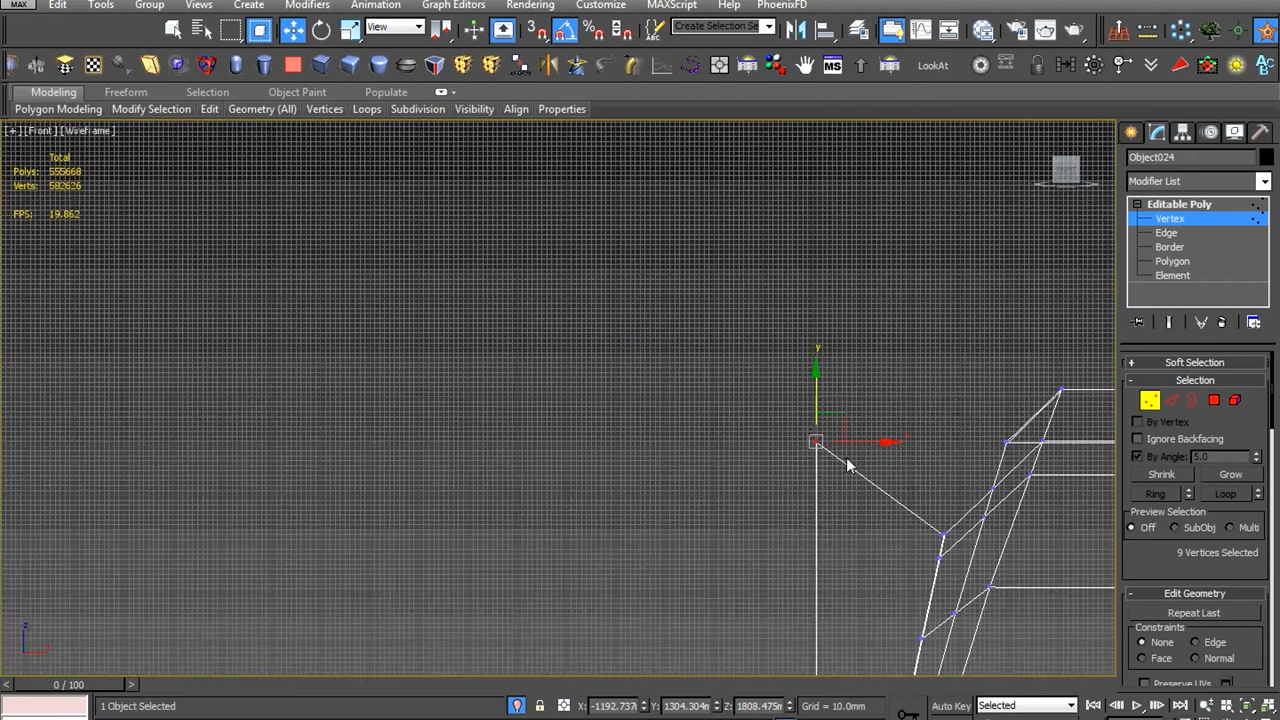 MAX Edit Tools Group Views Create Modifiers Animation Graph Editors Rendering Customize MAXScript Help PhoenixFD
View 3 Create Selection Se
MS LookAt
Modeling Freeform Selection Object Paint Populate
Polygon Modeling Modify Selection Edit Geometry (All) Vertices Loops Subdivision Visibility Align Properties
[+] [Front] [Wireframe]
Total
Polys: 555668
Verts: 582626
FPS: 19.862
y
z
Object024
Modifier List
Editable Poly
Vertex
Edge
Border
Polygon
Element
+ Soft Selection
- Selection
By Vertex
Ignore Backfacing
By Angle: 5.0
Shrink Grow
Ring Loop
Preview Selection
Off SubObj Multi
9 Vertices Selected
- Edit Geometry
Repeat Last
Constraints
None Edge
Face Normal
Preserve UVs
< 0 / 100 >
1 Object Selected X: -1192.737 Y: 1304.304m Z: 1808.475m Grid = 10.0mm Auto Key Selected